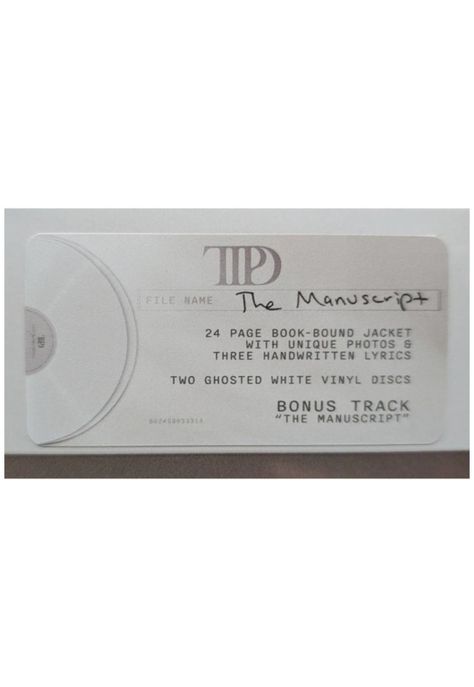 TTPD
FILE NAME The Manuscript
24 PAGE BOOK-BOUND JACKET
WITH UNIQUE PHOTOS &
THREE HANDWRITTEN LYRICS
TWO GHOSTED WHITE VINYL DISCS
BONUS TRACK
"THE MANUSCRIPT"